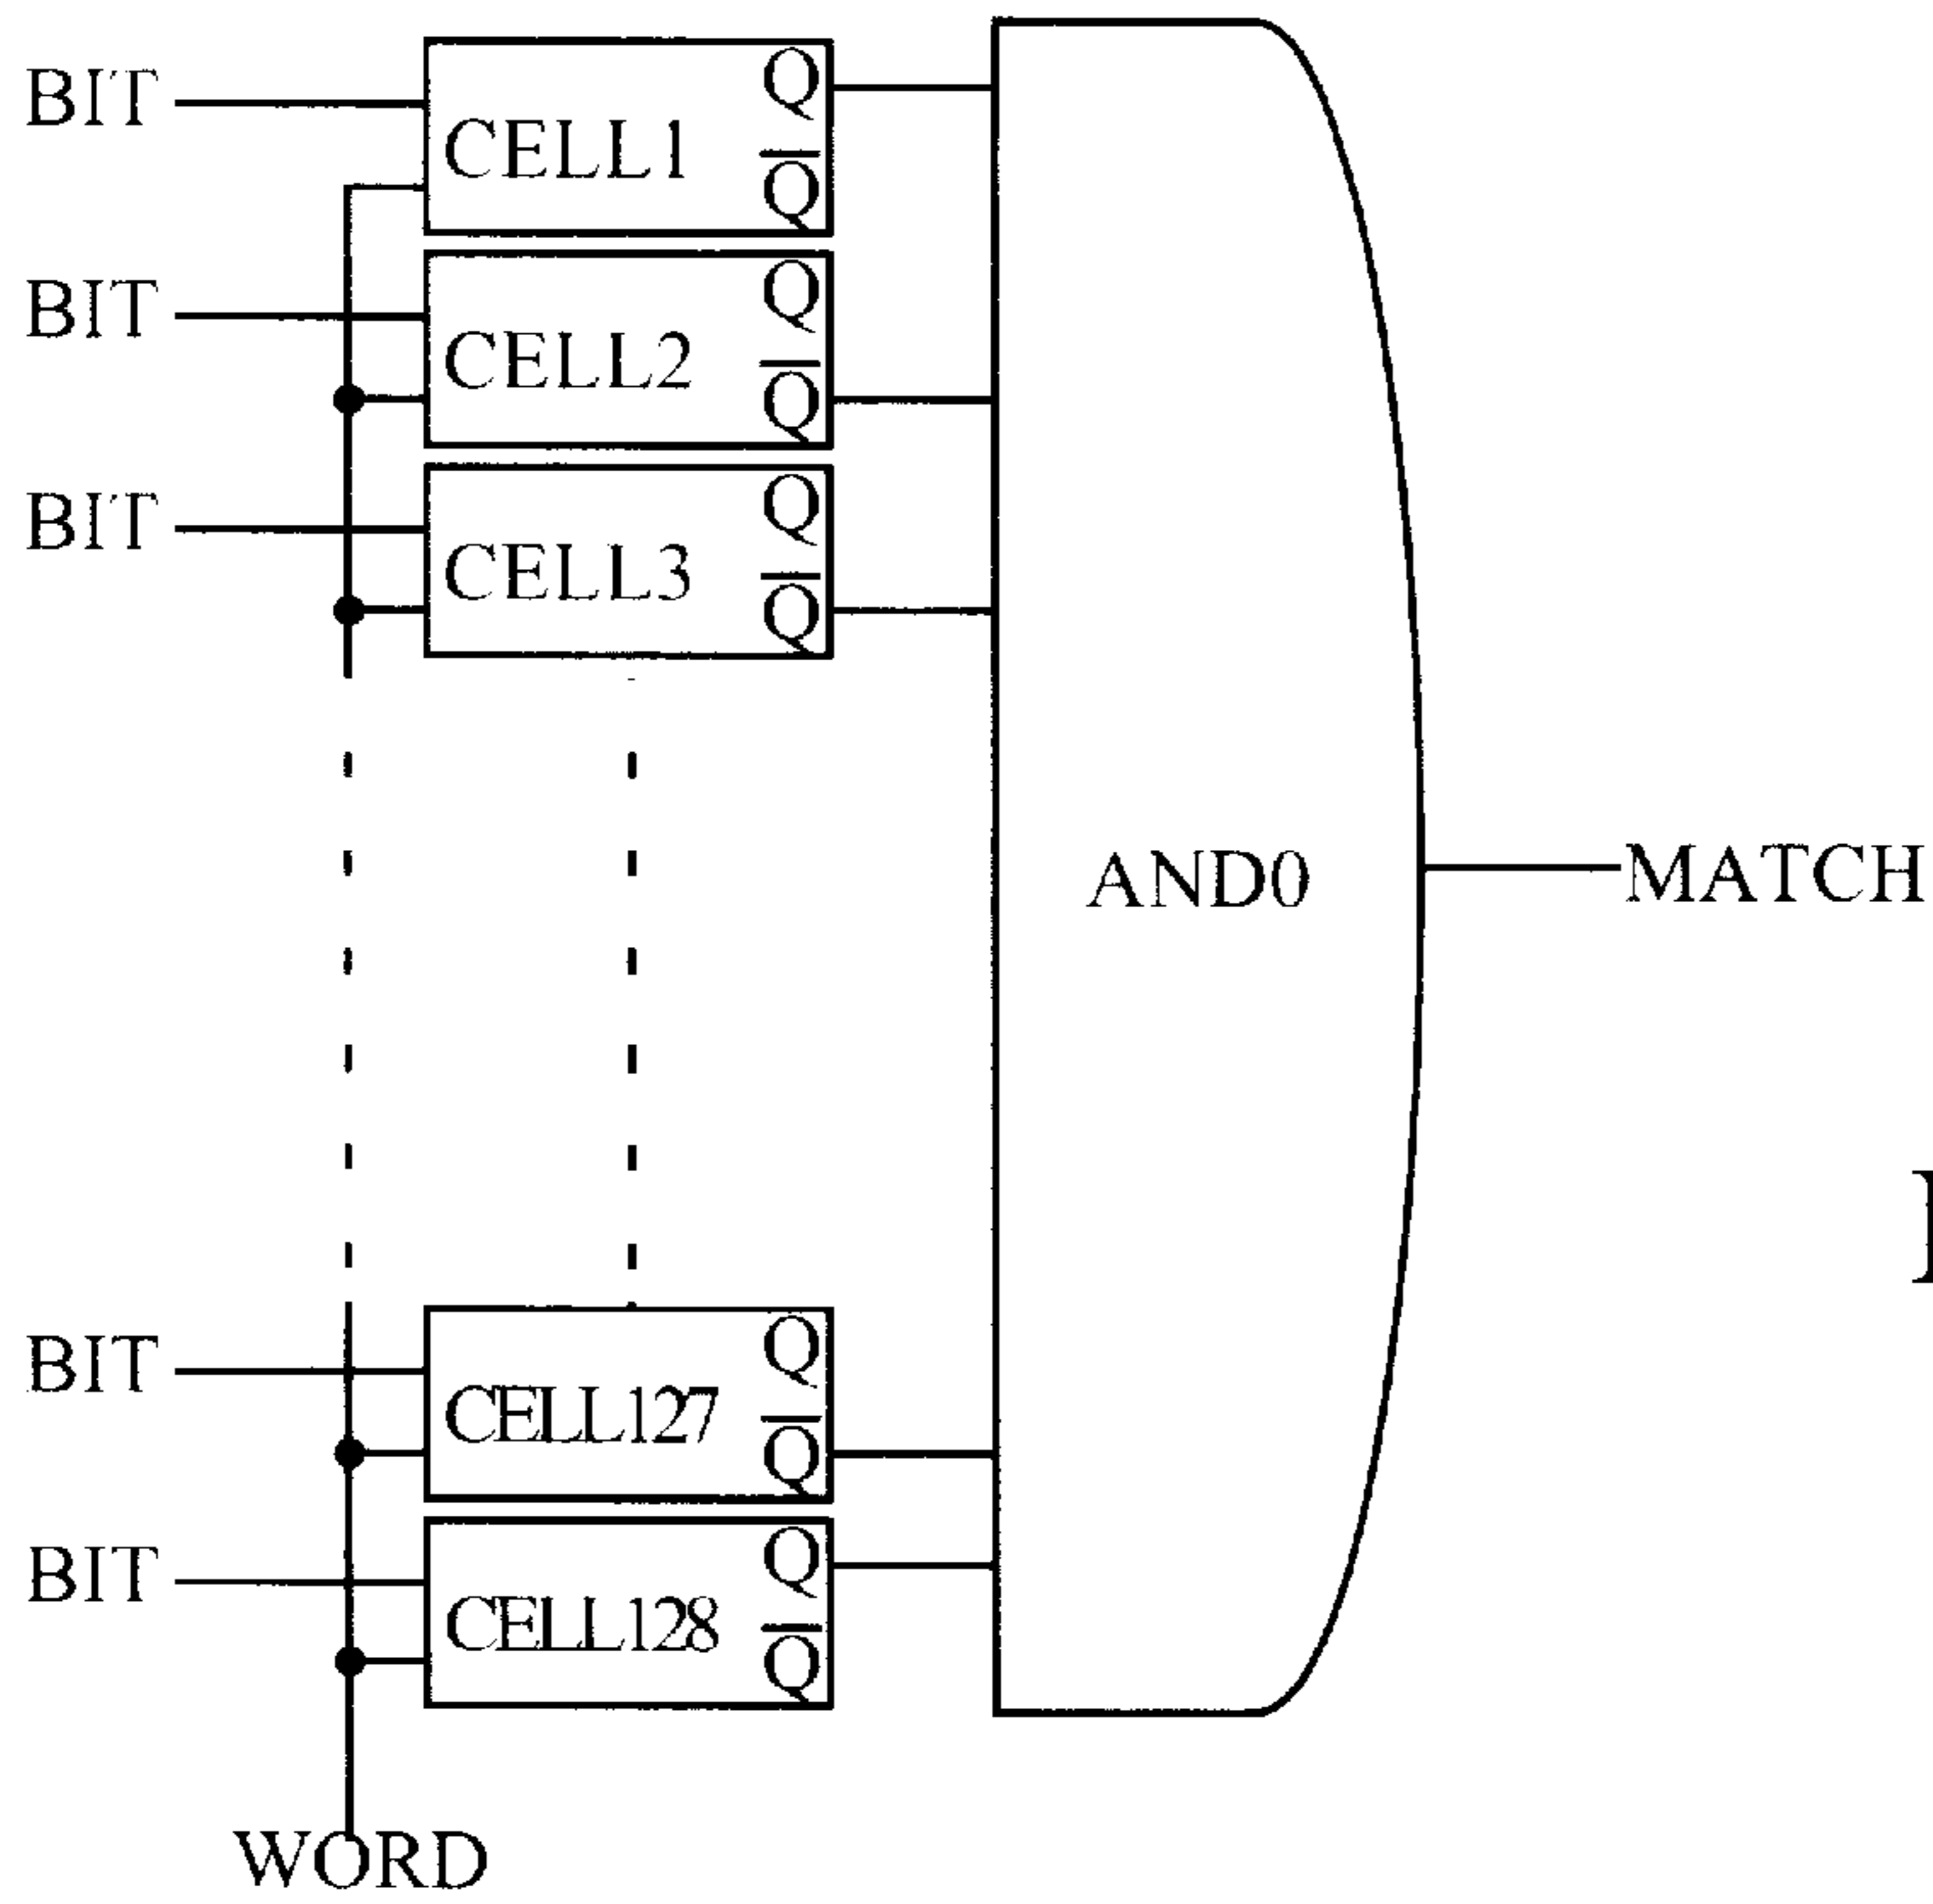 BIT
Q
CELL1
Q̅
BIT
Q
CELL2
Q̅
BIT
Q
CELL3
Q̅
AND0
MATCH
BIT
Q
CELL127
Q̅
BIT
Q
CELL128
Q̅
WORD